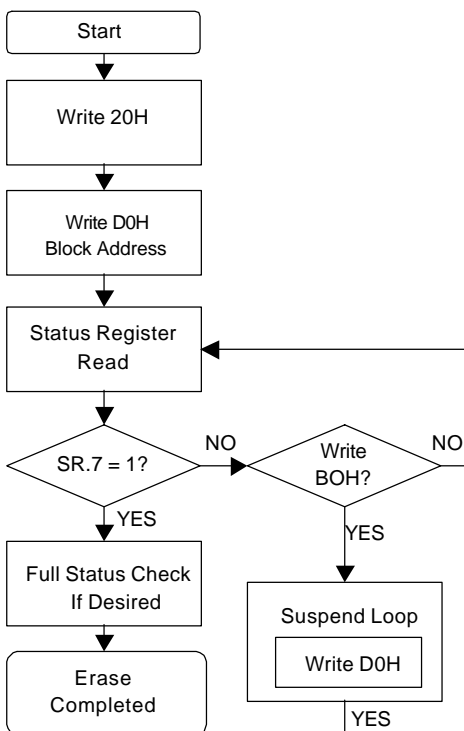 Start
Write 20H
Write D0H
Block Address
Status Register
Read
SR.7 = 1?
NO
Write
BOH?
NO
YES
YES
Full Status Check
If Desired
Suspend Loop
Write D0H
Erase
Completed
YES